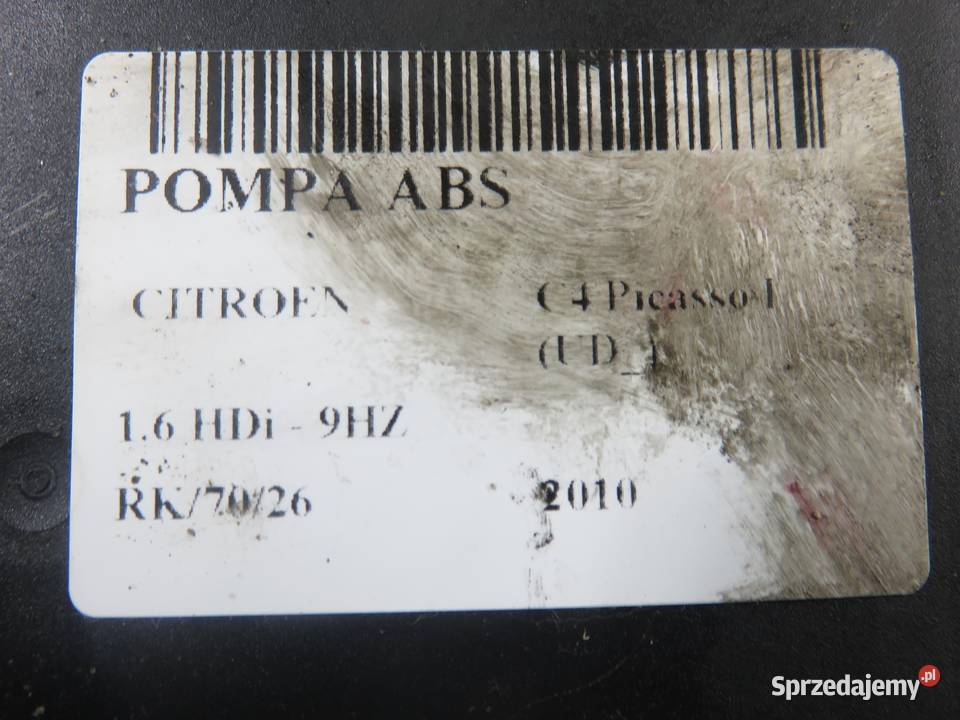 POMPA ABS
CITROEN C4 Picasso I
(UD_)
1.6 HDi - 9HZ
RK/70/26 2010
Sprzedajemy.pl